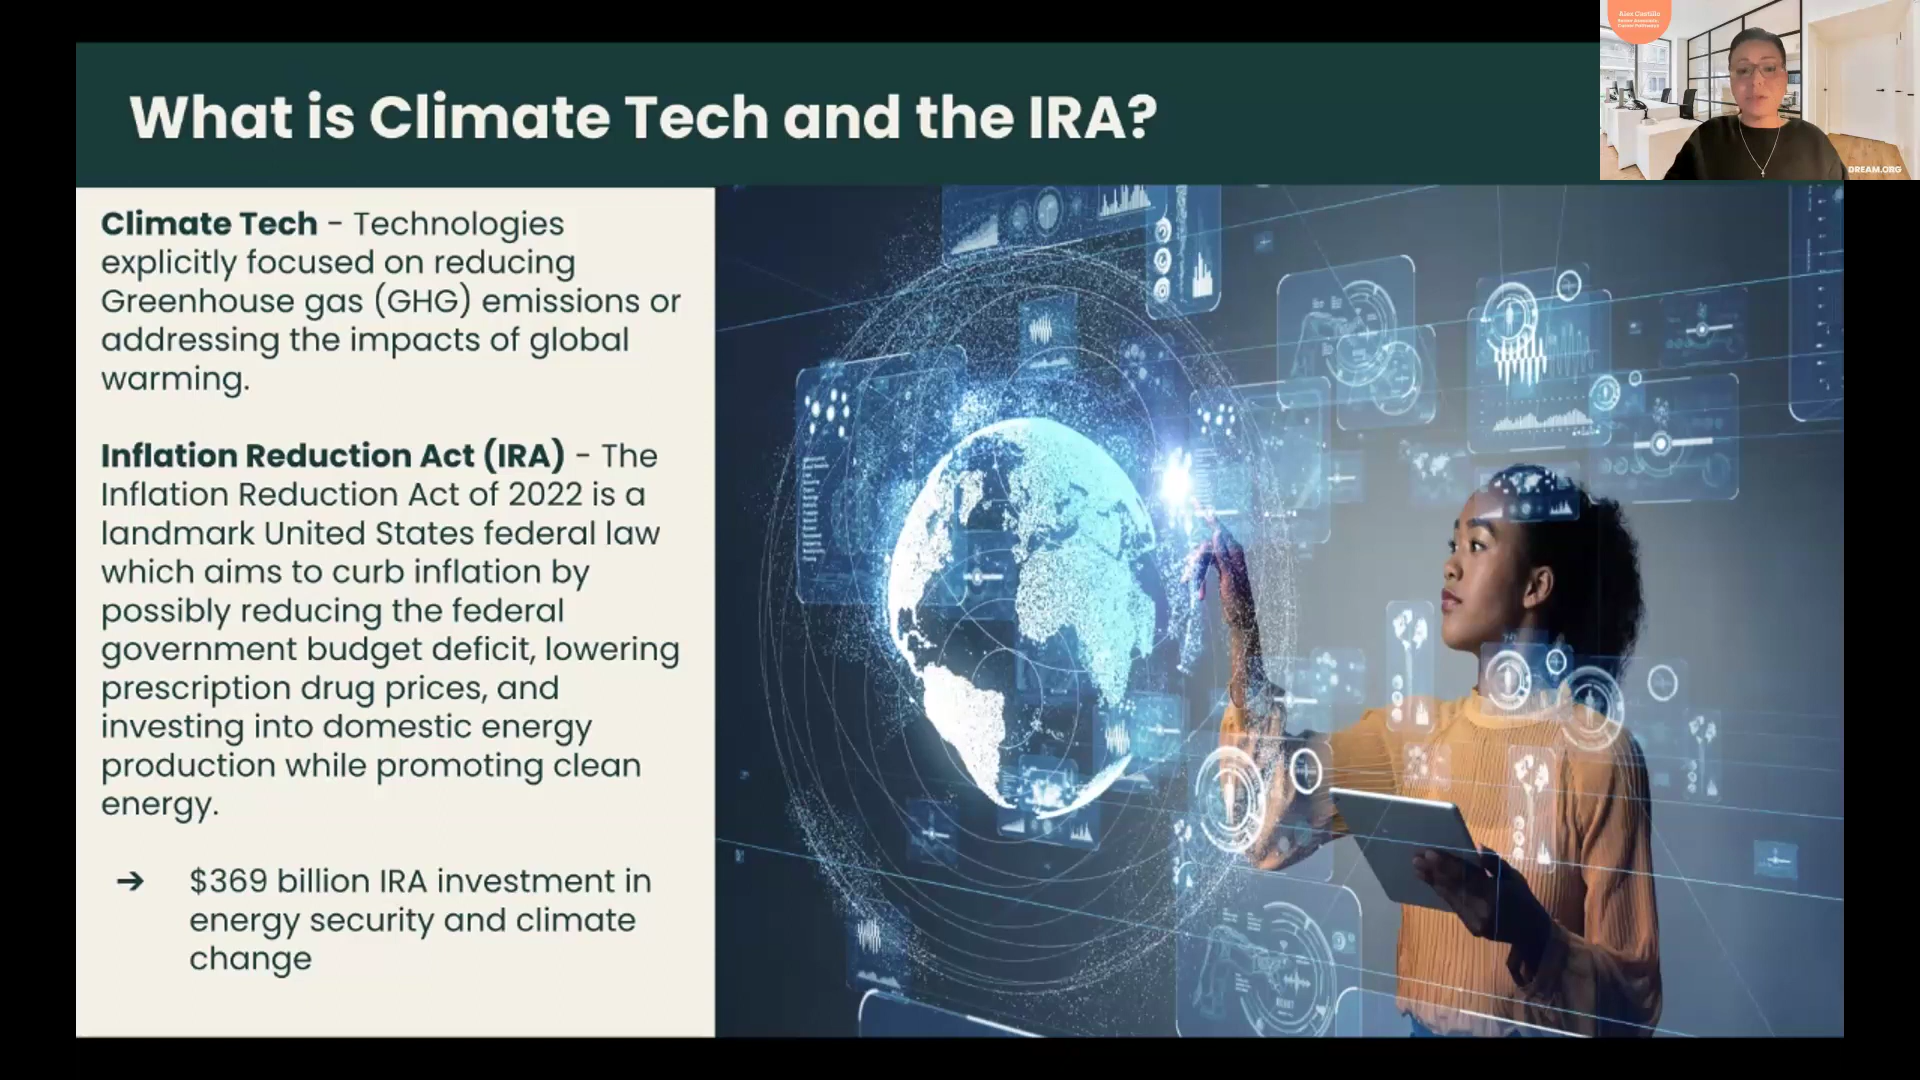 Alex Castillo
What is Climate Tech and the IRA?
DREAM.ORG
Climate Tech - Technologies
explicitly focused on reducing
Greenhouse gas (GHG) emissions or
addressing the impacts of global
warming.
Inflation Reduction Act (IRA) - The
Inflation Reduction Act of 2022 is a
landmark United States federal law
which aims to curb inflation by
possibly reducing the federal
government budget deficit, lowering
prescription drug prices, and
investing into domestic energy
production while promoting clean
energy.
➔ $369 billion IRA investment in
energy security and climate
change